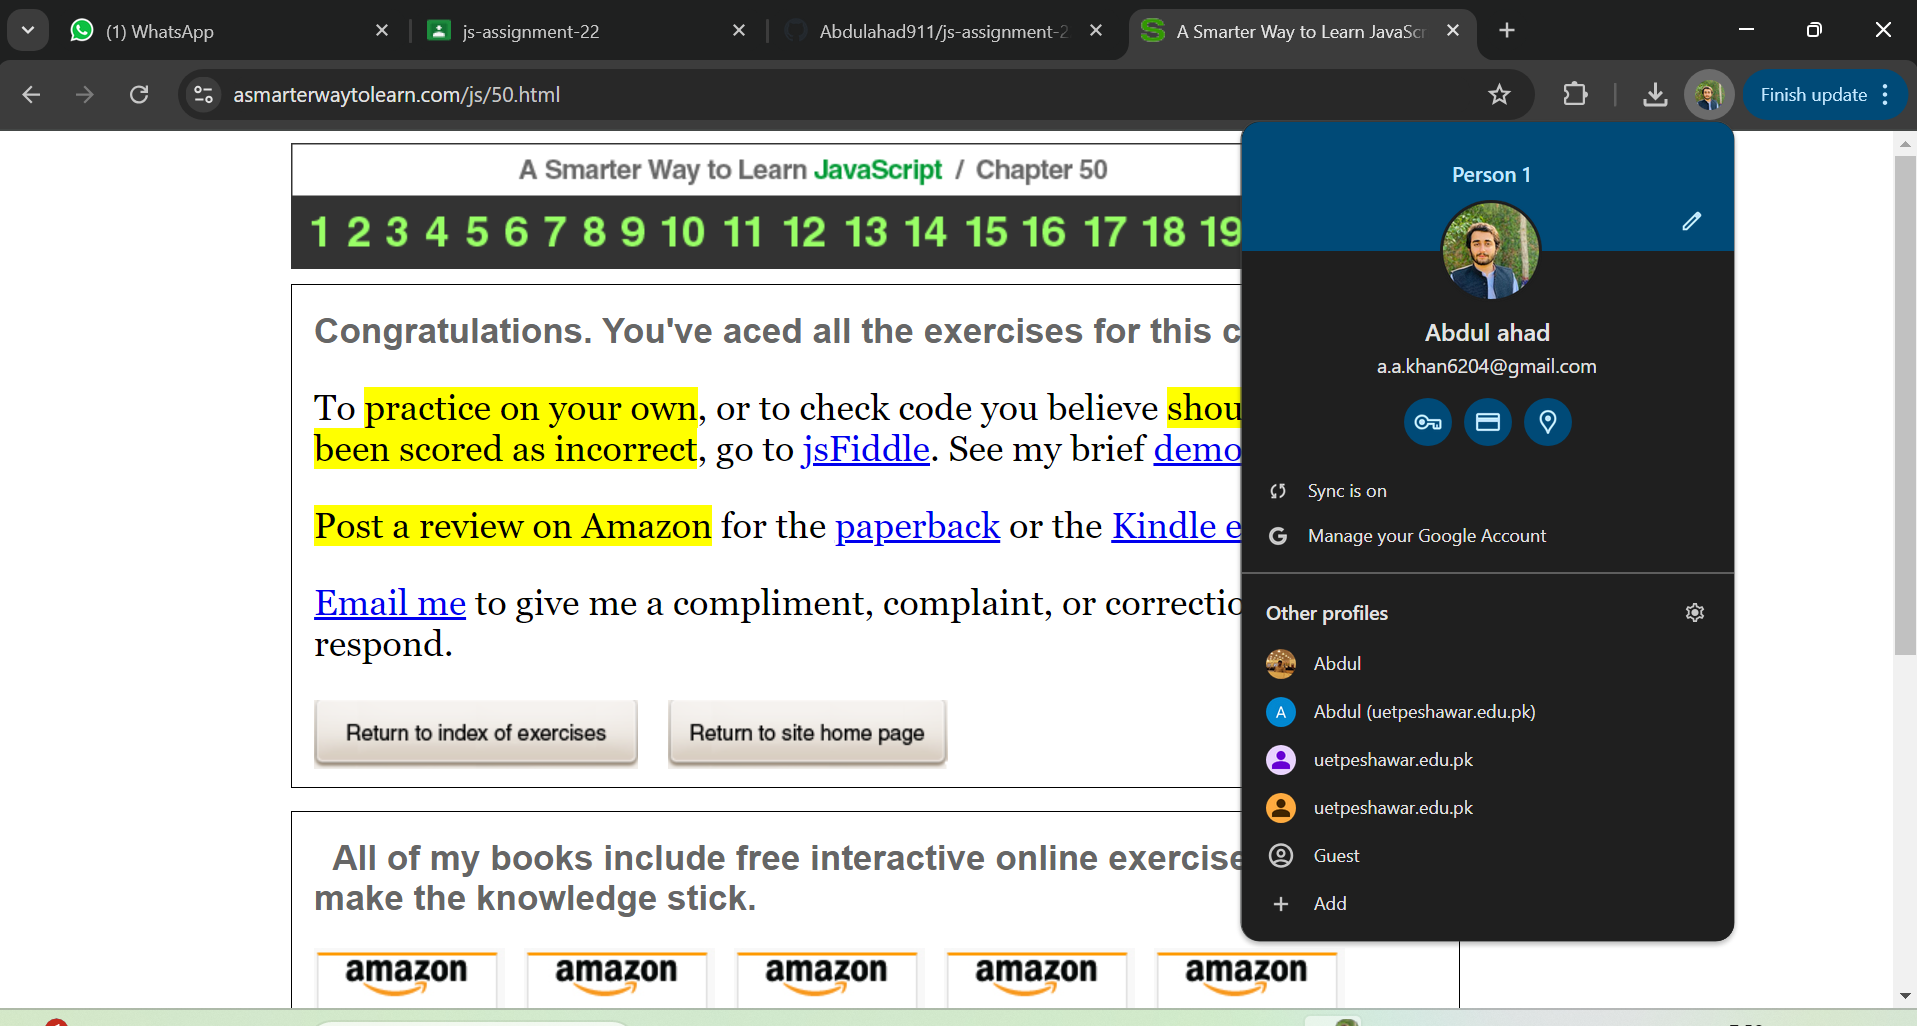 (1) WhatsApp
js-assignment-22
Abdulahad911/js-assignment-2
A Smarter Way to Learn JavaScr
asmarterwaytolearn.com/js/50.html
Finish update
A Smarter Way to Learn JavaScript / Chapter 50
1 2 3 4 5 6 7 8 9 10 11 12 13 14 15 16 17 18 19
Congratulations. You've aced all the exercises for this c
To practice on your own, or to check code you believe shou
been scored as incorrect, go to jsFiddle. See my brief demo
Post a review on Amazon for the paperback or the Kindle e
Email me to give me a compliment, complaint, or correctio
respond.
Return to index of exercises
Return to site home page
All of my books include free interactive online exercise
make the knowledge stick.
amazon amazon amazon amazon amazon
Person 1
Abdul ahad
a.a.khan6204@gmail.com
Sync is on
G Manage your Google Account
Other profiles
Abdul
A Abdul (uetpeshawar.edu.pk)
uetpeshawar.edu.pk
uetpeshawar.edu.pk
Guest
Add